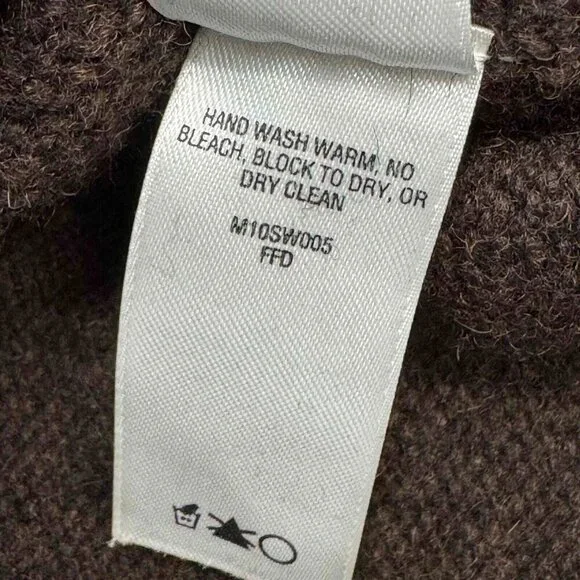 HAND WASH WARM, NO
BLEACH, BLOCK TO DRY, OR
DRY CLEAN
M10SW005
FFD